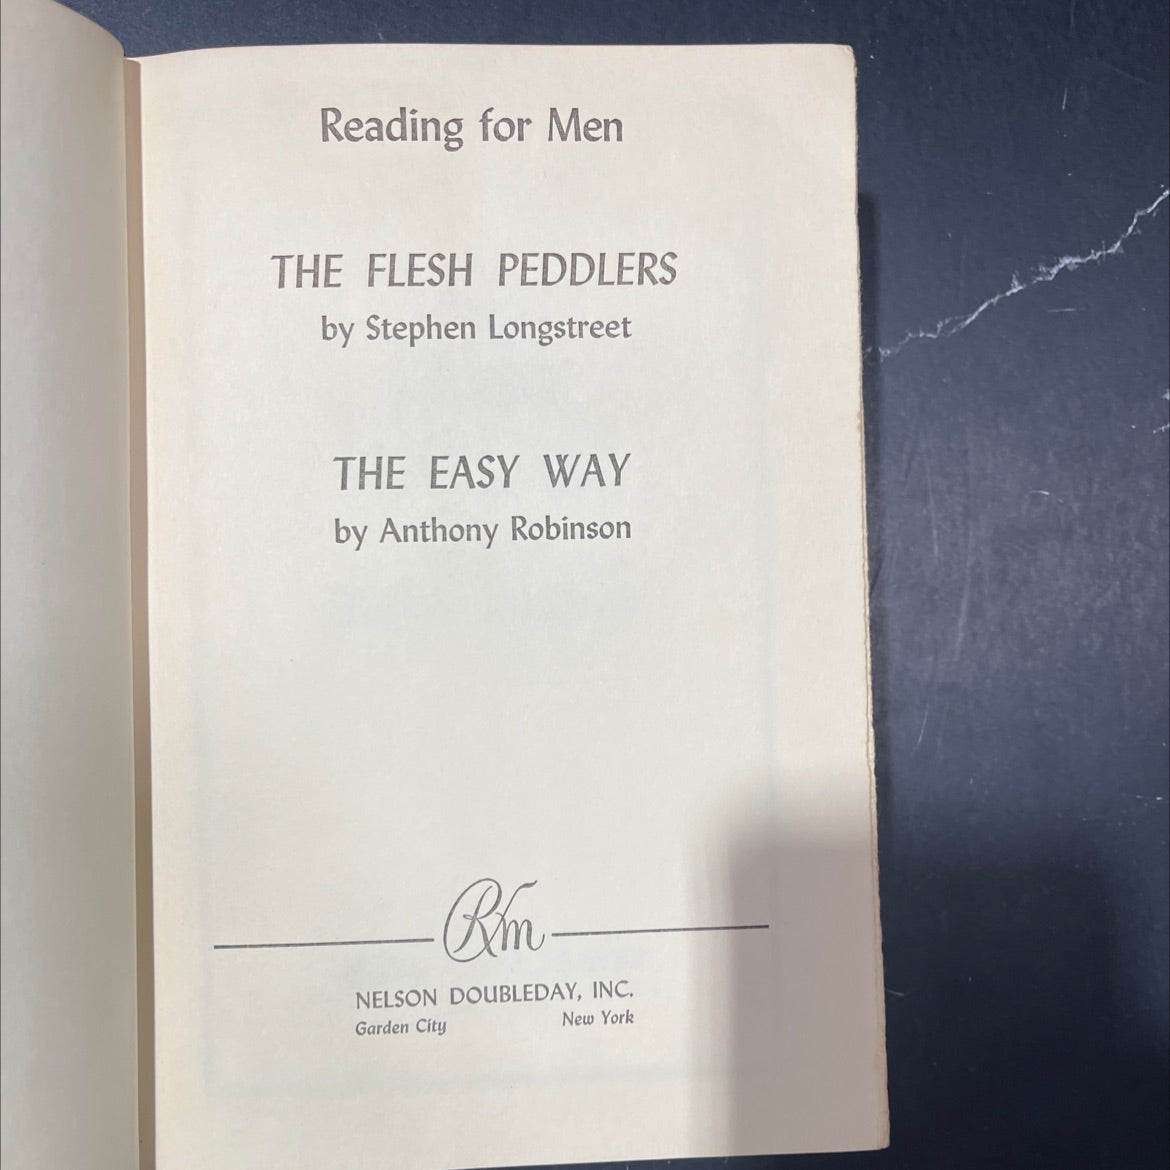 Reading for Men
THE FLESH PEDDLERS
by Stephen Longstreet
THE EASY WAY
by Anthony Robinson
Rfm
NELSON DOUBLEDAY, INC.
Garden City New York